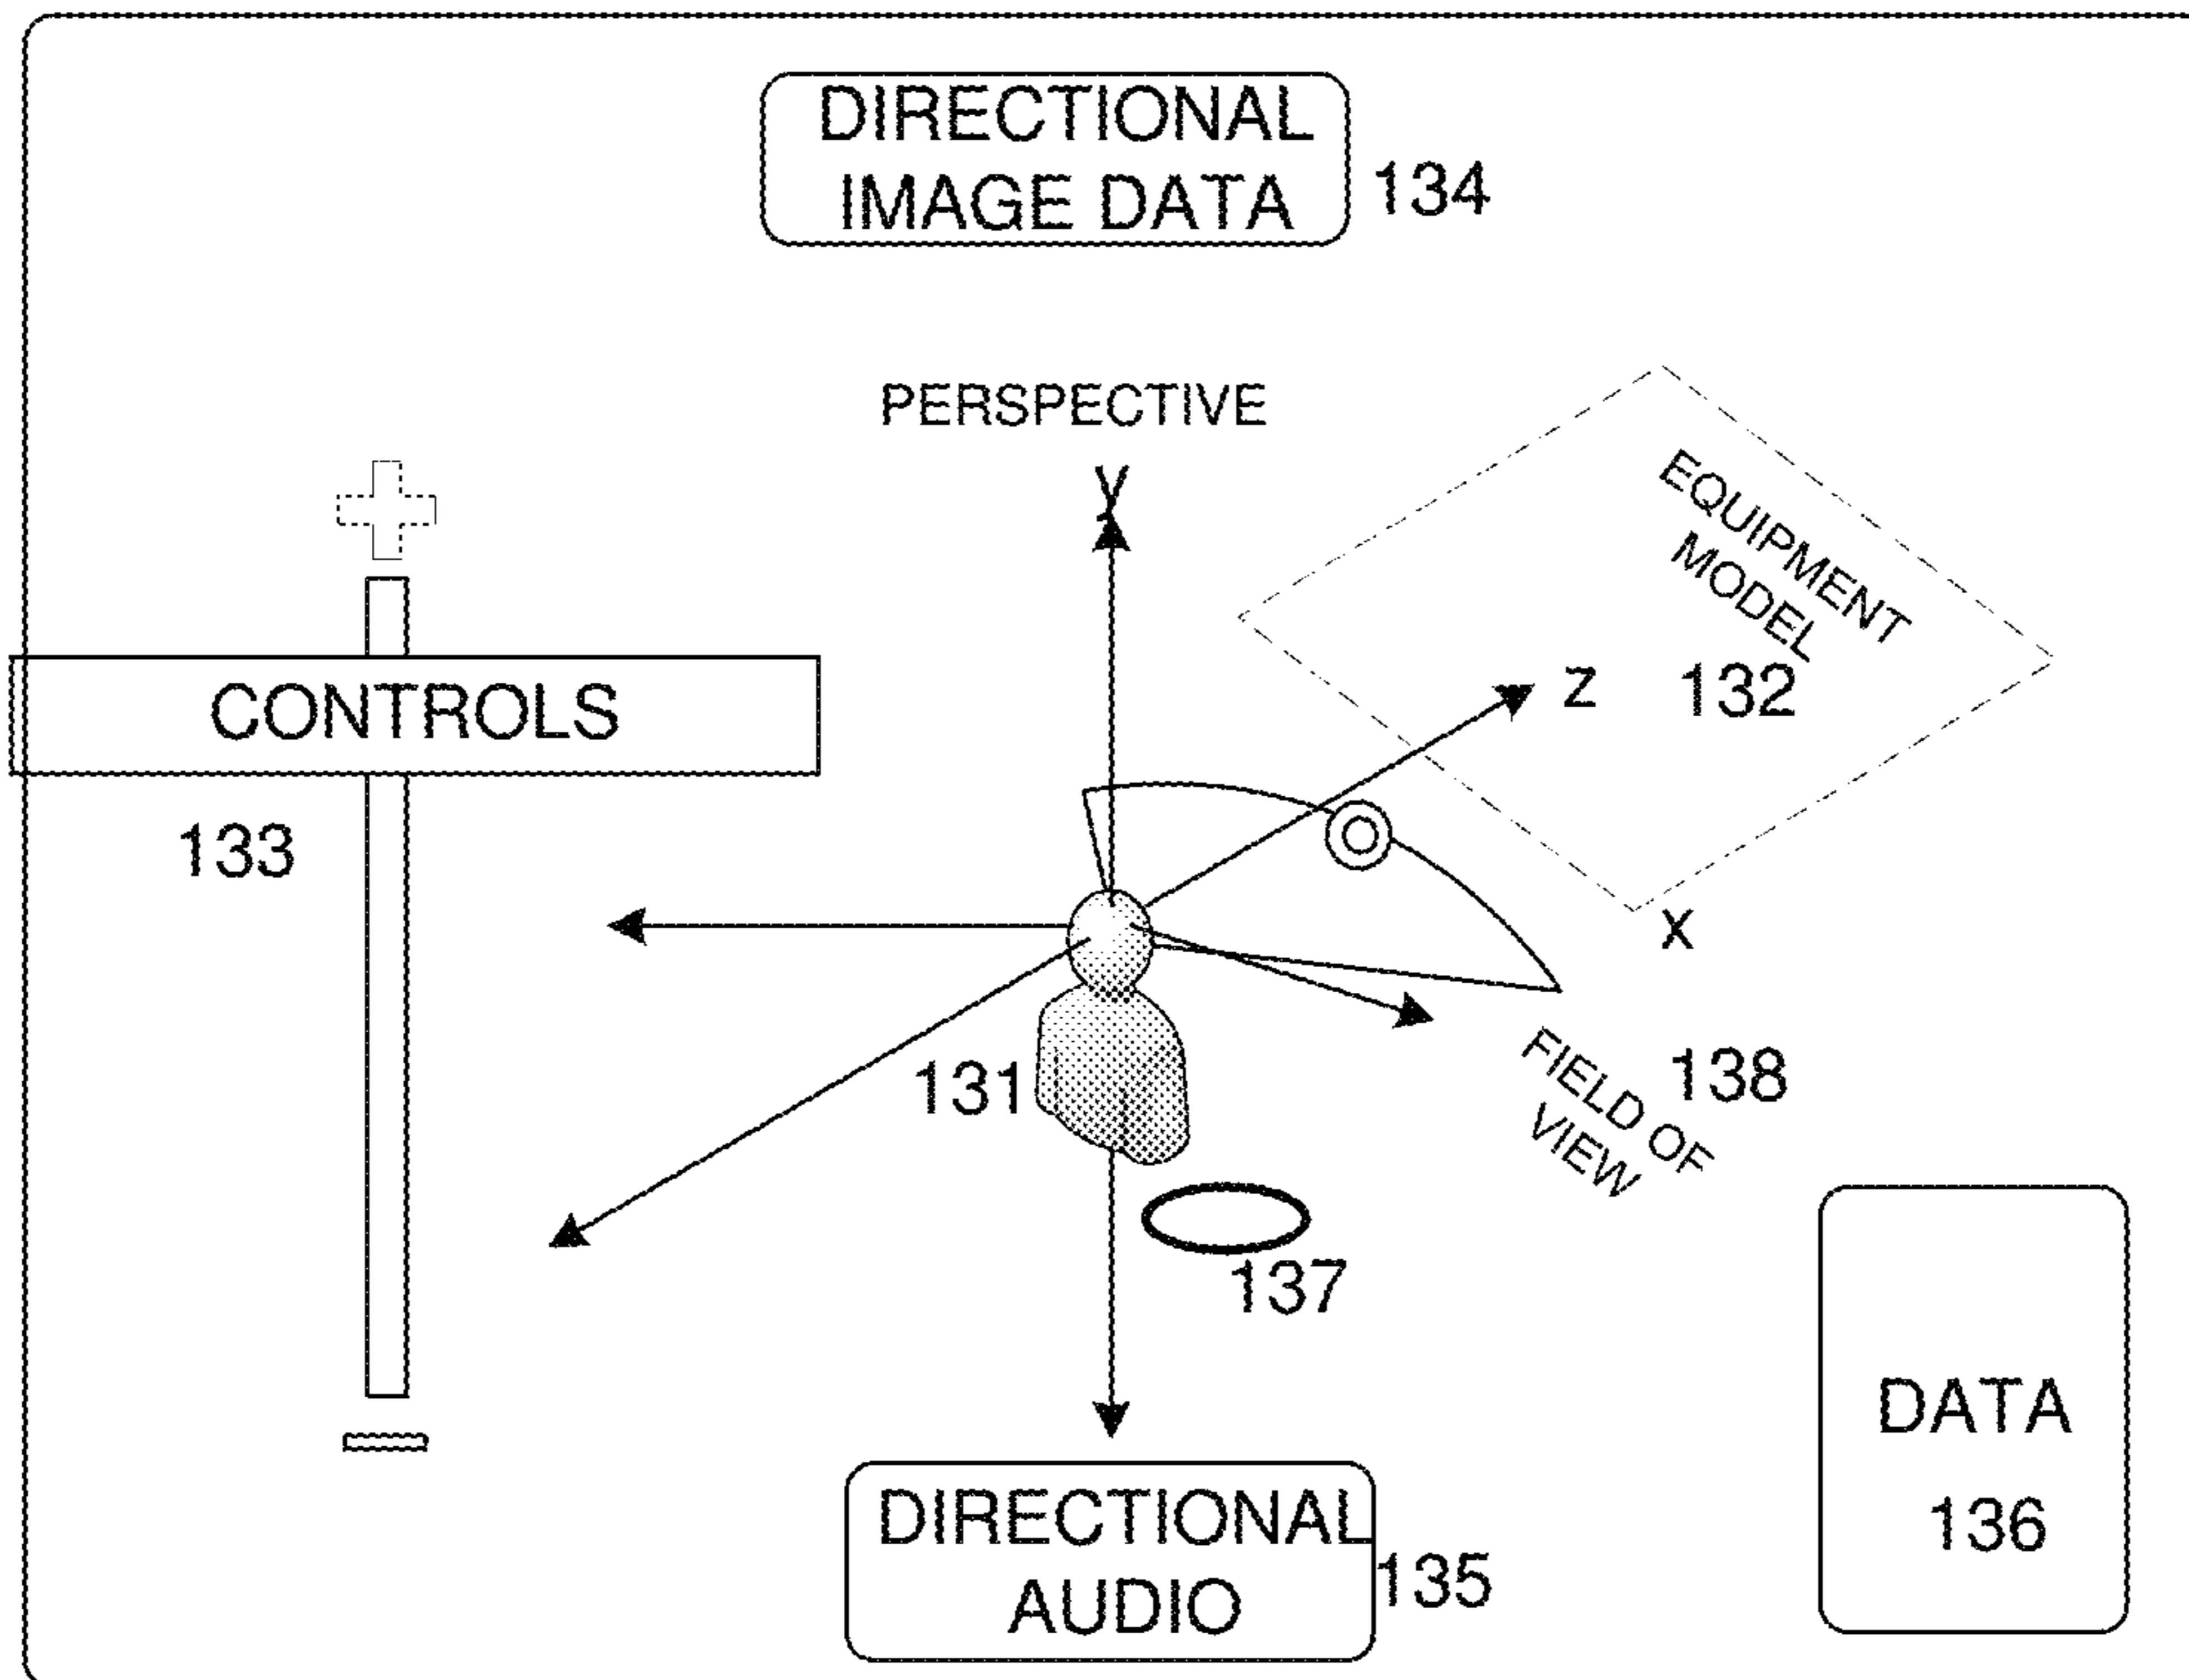 DIRECTIONAL
IMAGE DATA
134
PERSPECTIVE
y
EQUIPMENT
MODEL
132
Z
CONTROLS
133
X
131
138
FIELD OF
VIEW
137
DATA
136
DIRECTIONAL
AUDIO
135